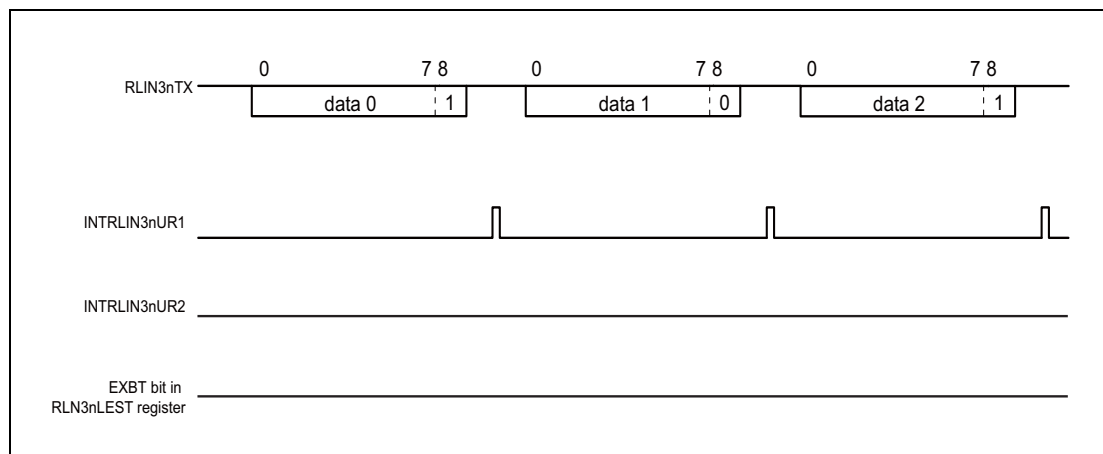 0 7 8 0 7 8 0 7 8
RLIN3nTX
data 0 1 data 1 0 data 2 1
INTRLIN3nUR1
INTRLIN3nUR2
EXBT bit in
RLN3nLEST register